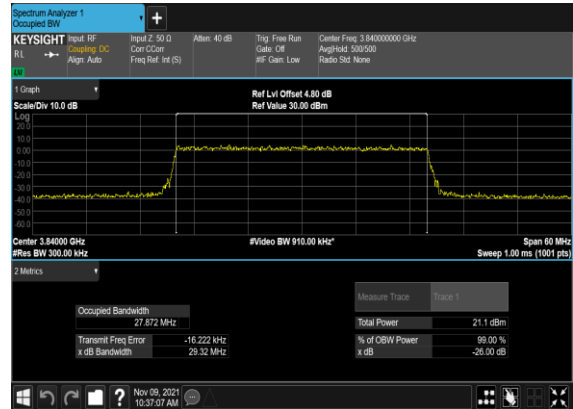 Spectrum Analyzer 1
Occupied BW
+
KEYSIGHT Input: RF Input Z: 50 Ω Atten: 40 dB Trig: Free Run Center Freq: 3.840000000 GHz
RL Coupling: DC Corr CCorr Gate: Off Avg|Hold: 500/500
Align: Auto Freq Ref: Int (S) #IF Gain: Low Radio Std: None
LXI
1 Graph
Scale/Div 10.0 dB Ref Lvl Offset 4.80 dB
Ref Value 30.00 dBm
Log
20.0
10.0
0.00
-10.0
-20.0
-30.0
-40.0
-50.0
-60.0
Center 3.84000 GHz #Video BW 910.00 kHz* Span 60 MHz
#Res BW 300.00 kHz Sweep 1.00 ms (1001 pts)
2 Metrics
Measure Trace Trace 1
Occupied Bandwidth
27.872 MHz Total Power 21.1 dBm
Transmit Freq Error -16.222 kHz % of OBW Power 99.00 %
x dB Bandwidth 29.32 MHz x dB -26.00 dB
? Nov 09, 2021
10:37:07 AM